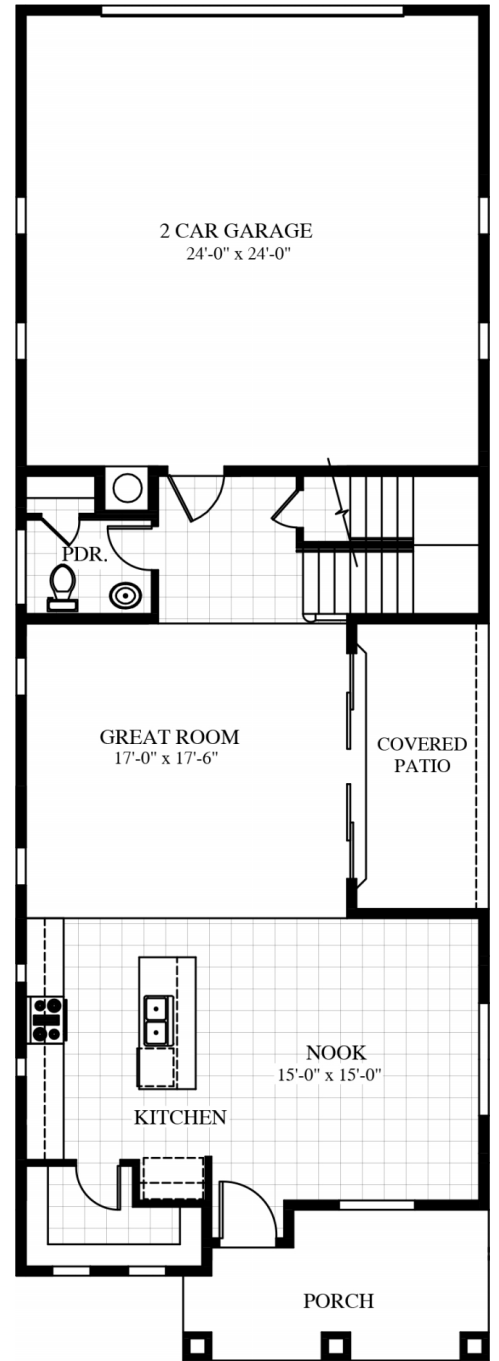 2 CAR GARAGE
24'-0" x 24'-0"
PDR.
GREAT ROOM
17'-0" x 17'-6"
COVERED
PATIO
NOOK
15'-0" x 15'-0"
KITCHEN
PORCH